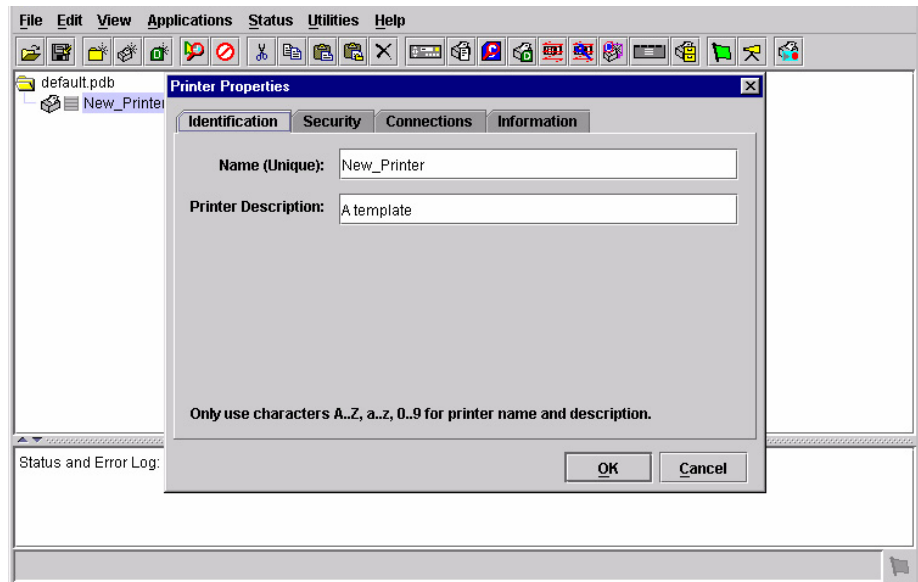 File Edit View Applications Status Utilities Help
default.pdb
New_Printer
Printer Properties
Identification Security Connections Information
Name (Unique): New_Printer
Printer Description: A template
Only use characters A..Z, a..z, 0..9 for printer name and description.
OK Cancel
Status and Error Log: